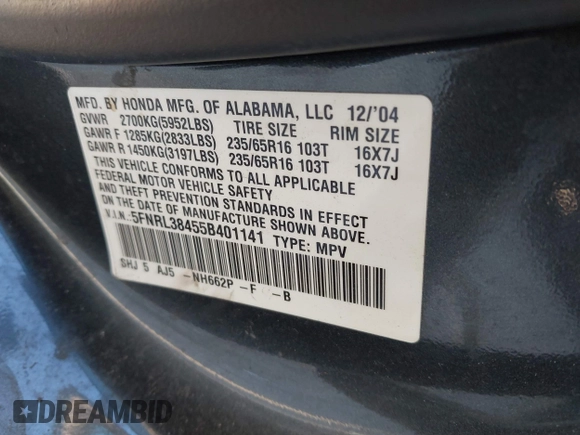 MFD. BY HONDA MFG. OF ALABAMA, LLC 12/'04
GVWR 2700KG(5952LBS) TIRE SIZE RIM SIZE
GAWR F 1285KG(2833LBS) 235/65R16 103T 16X7J
GAWR R 1450KG(3197LBS) 235/65R16 103T 16X7J
THIS VEHICLE CONFORMS TO ALL APPLICABLE
FEDERAL MOTOR VEHICLE SAFETY
AND THEFT PREVENTION STANDARDS IN EFFECT
ON THE DATE OF MANUFACTURE SHOWN ABOVE.
V.I.N.:5FNRL38455B401141 TYPE: MPV
SHJ 5 AJ5 -NH662P -F -B
DREAMBID